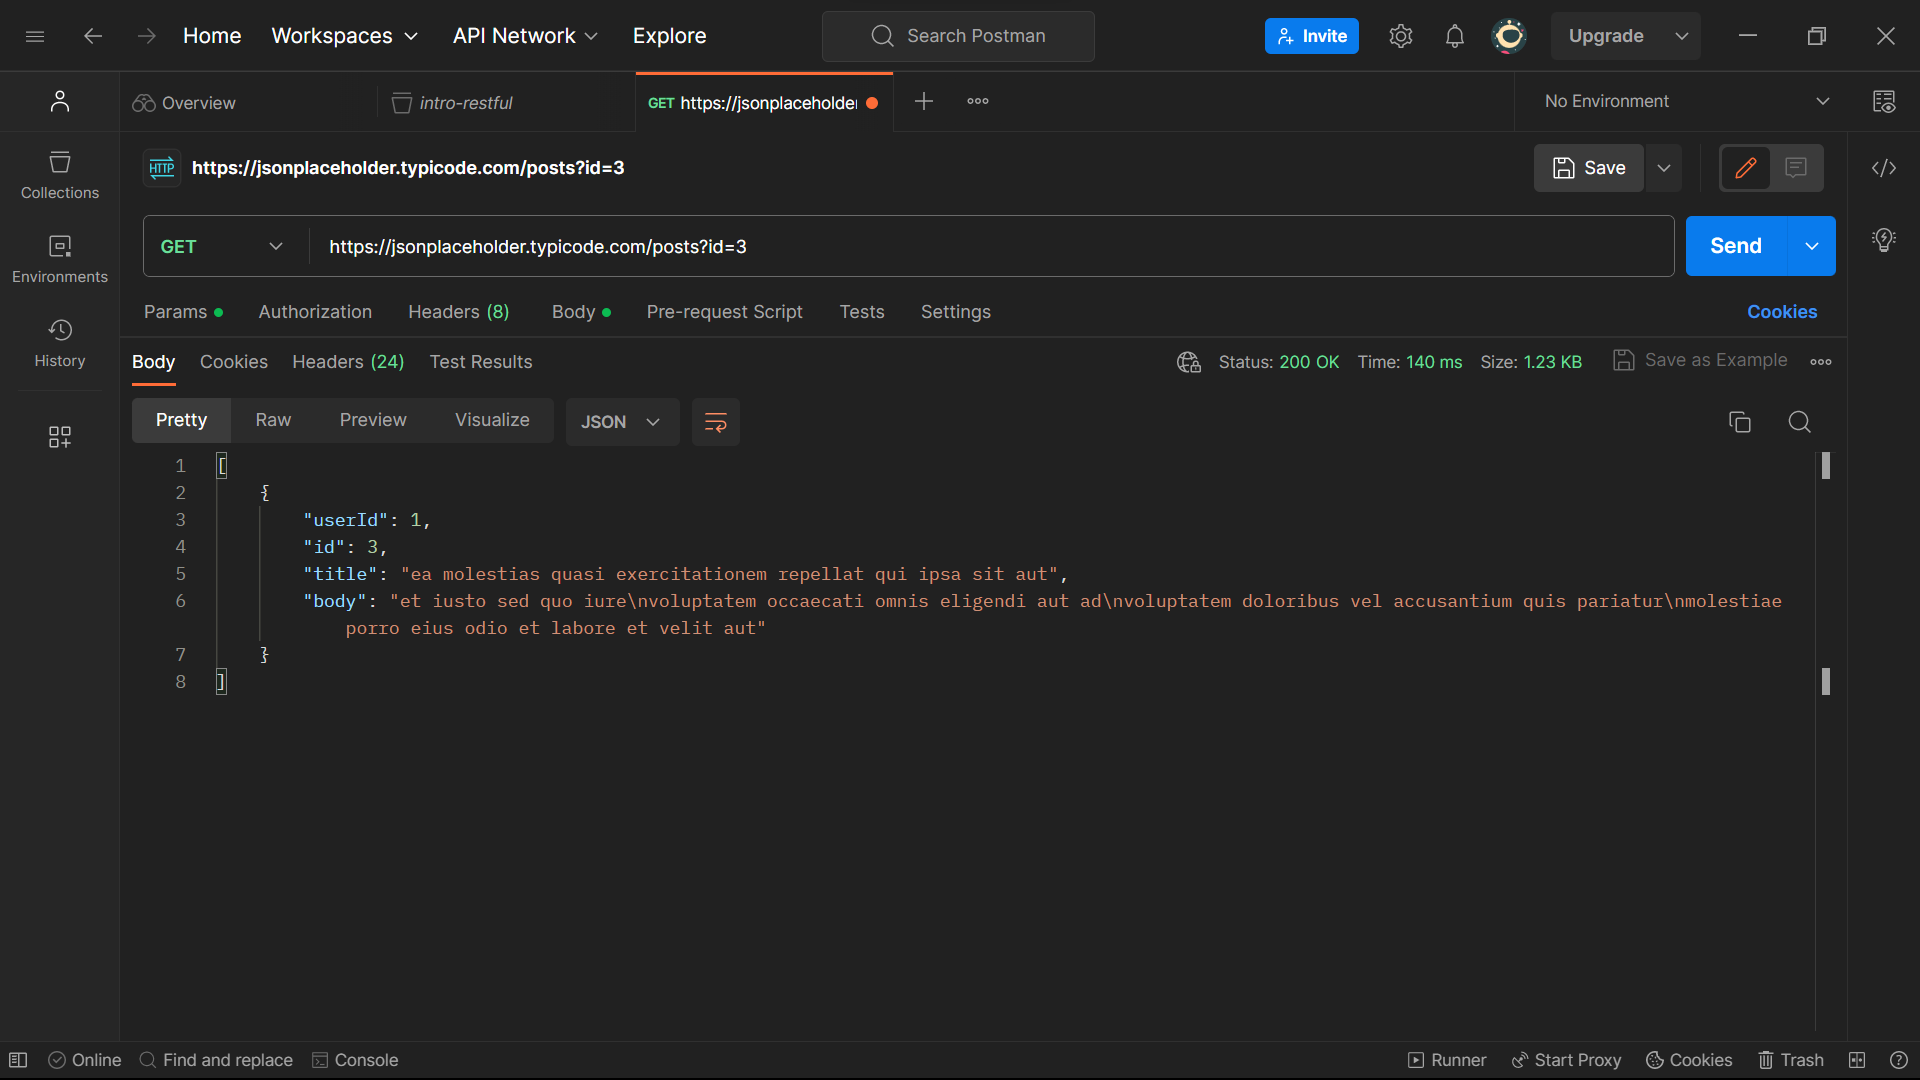 Home Workspaces API Network Explore Search Postman Invite Upgrade
Overview intro-restful GET https://jsonplaceholde No Environment
HTTP https://jsonplaceholder.typicode.com/posts?id=3 Save
Collections
GET https://jsonplaceholder.typicode.com/posts?id=3 Send
Environments
Params Authorization Headers (8) Body Pre-request Script Tests Settings Cookies
History
Body Cookies Headers (24) Test Results Status: 200 OK Time: 140 ms Size: 1.23 KB Save as Example
Pretty Raw Preview Visualize JSON
1 [
2 {
3 "userId": 1,
4 "id": 3,
5 "title": "ea molestias quasi exercitationem repellat qui ipsa sit aut",
6 "body": "et iusto sed quo iure\nvoluptatem occaecati omnis eligendi aut ad\nvoluptatem doloribus vel accusantium quis pariatur\nmolestiae
porro eius odio et labore et velit aut"
7 }
8 ]
Online Find and replace Console Runner Start Proxy Cookies Trash